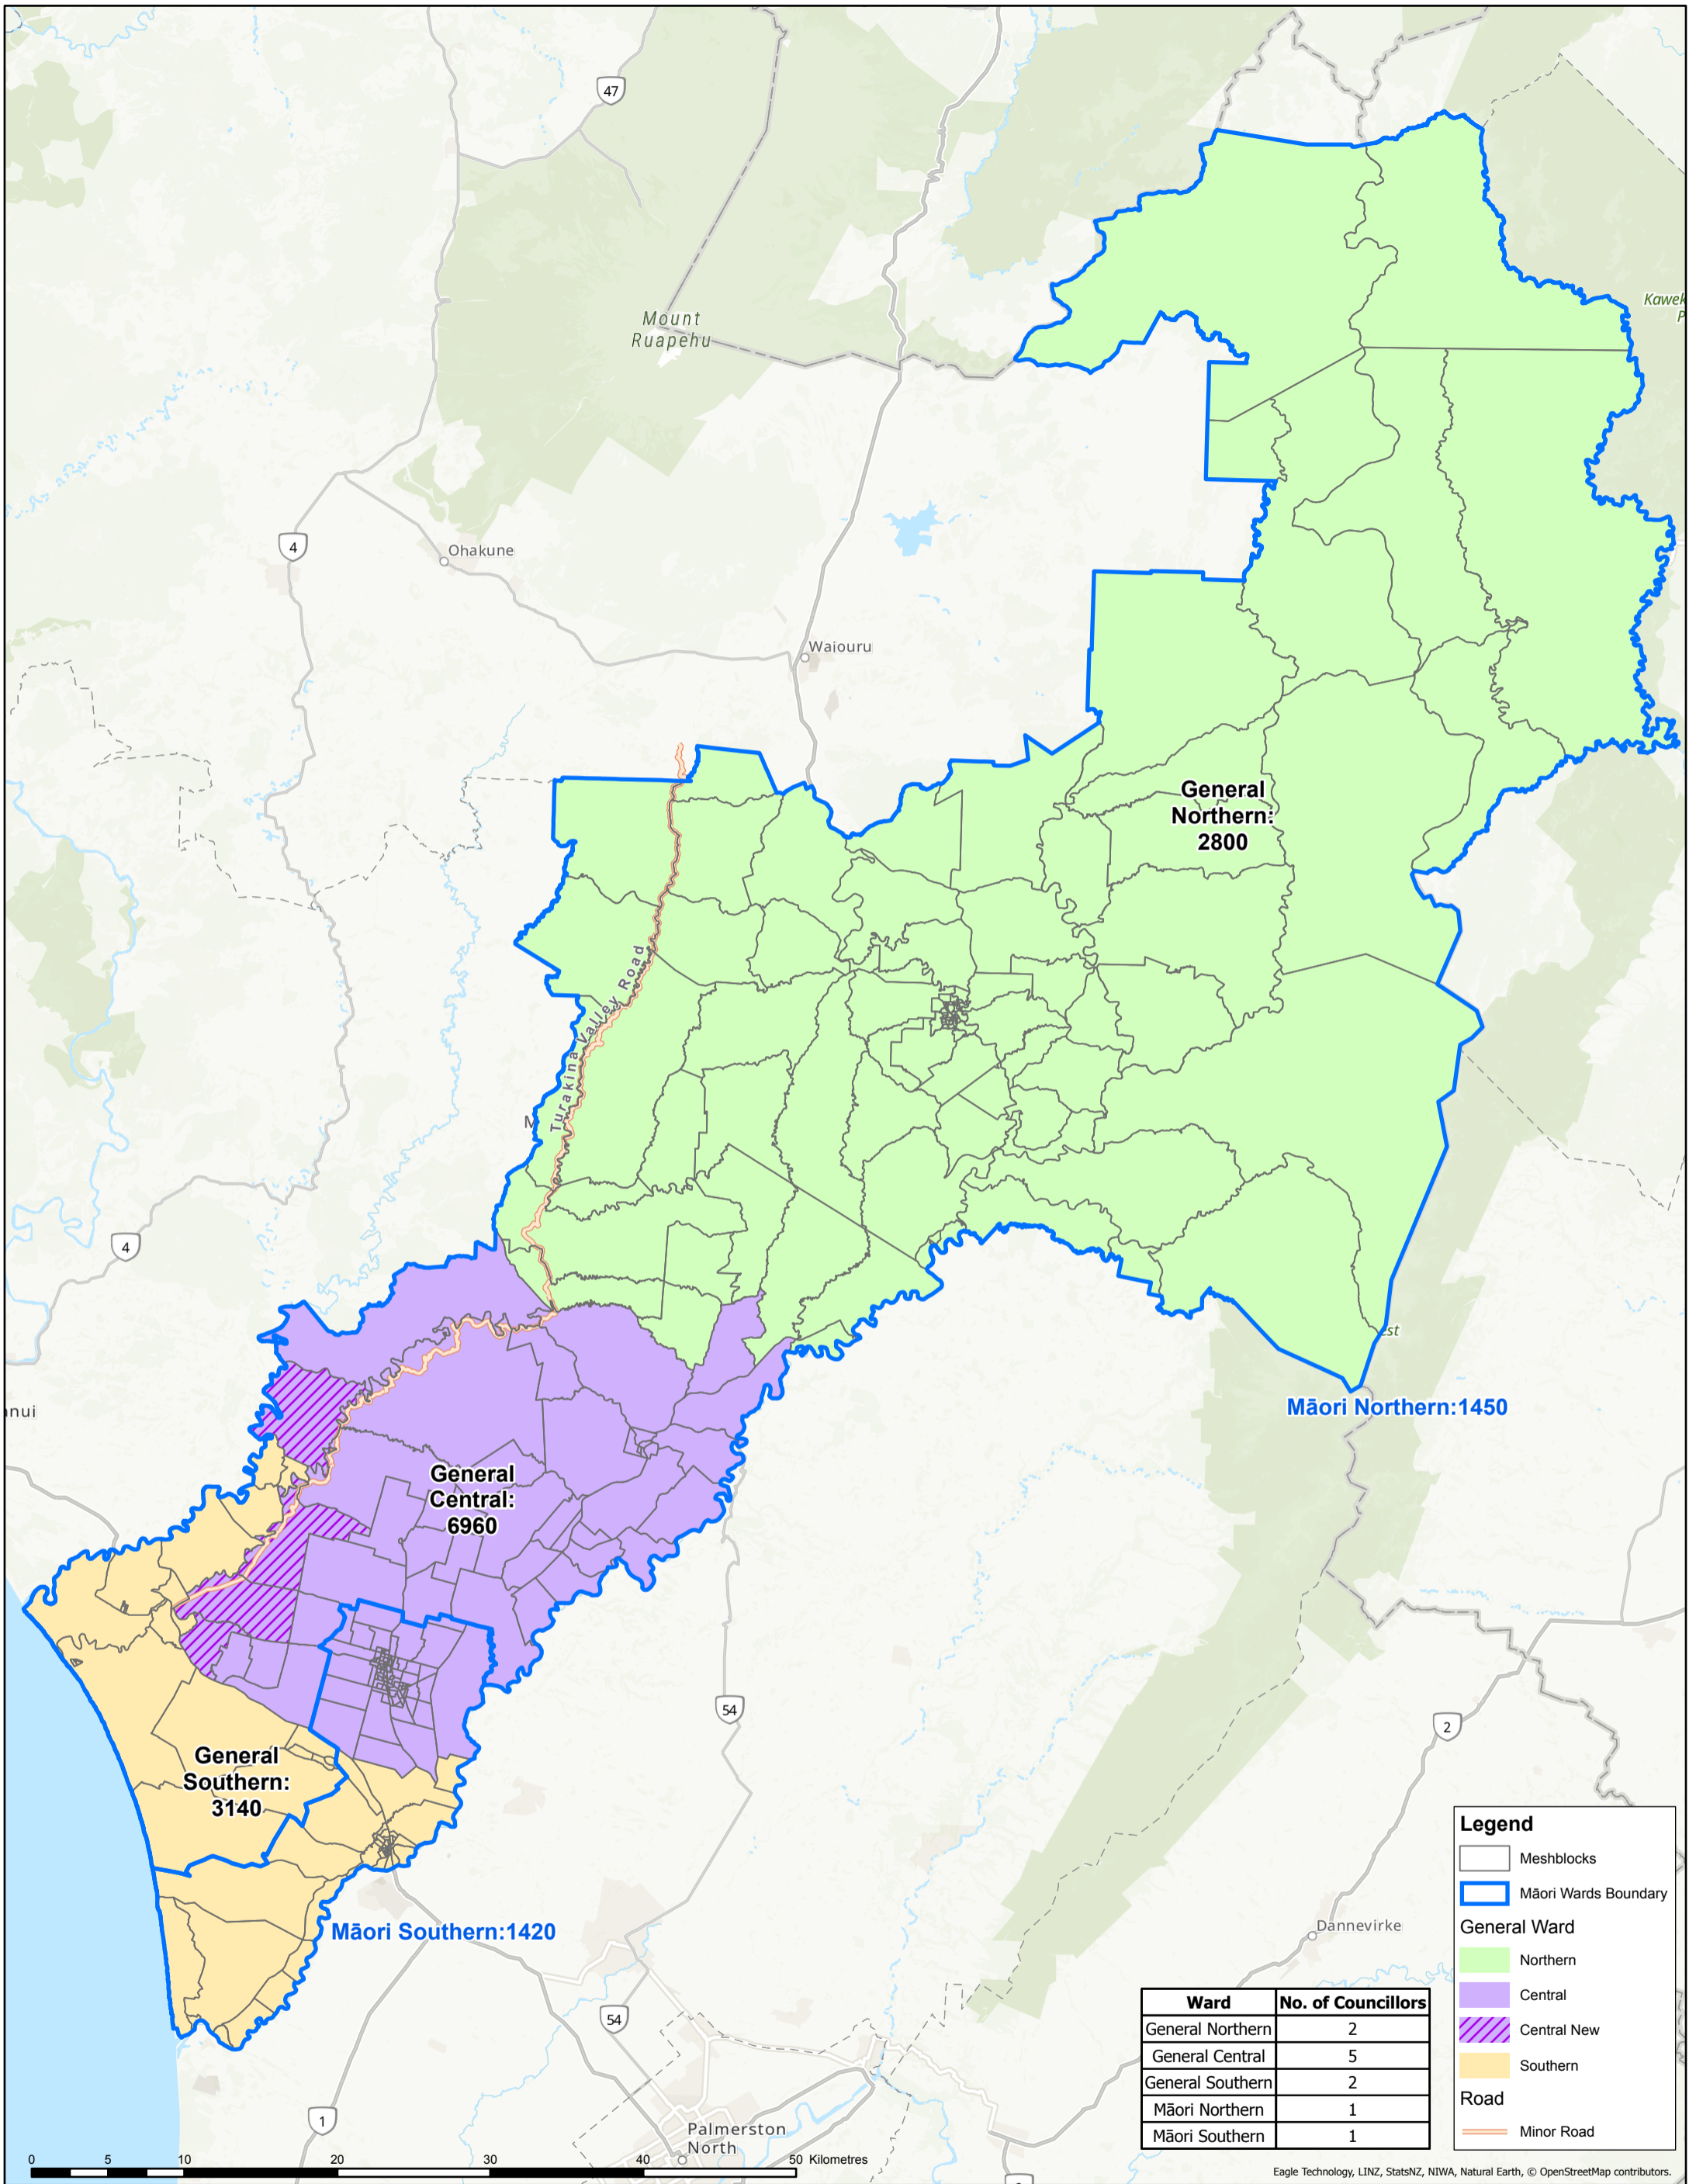 47
Kawek
P
Mount
Ruapehu
4
Ohakune
Waiouru
General
Northern:
2800
Turakina Valley Road
M
4
est
Māori Northern:1450
nui
General
Central:
6960
54
2
General
Southern:
3140
Legend
Meshblocks
Māori Wards Boundary
General Ward
Northern
Central
Central New
Southern
Road
Minor Road
Māori Southern:1420
Dannevirke
Ward No. of Councillors
General Northern 2
General Central 5
General Southern 2
Māori Northern 1
Māori Southern 1
54
1
Palmerston
North
0 5 10 20 30 40 50 Kilometres
Eagle Technology, LINZ, StatsNZ, NIWA, Natural Earth, © OpenStreetMap contributors.